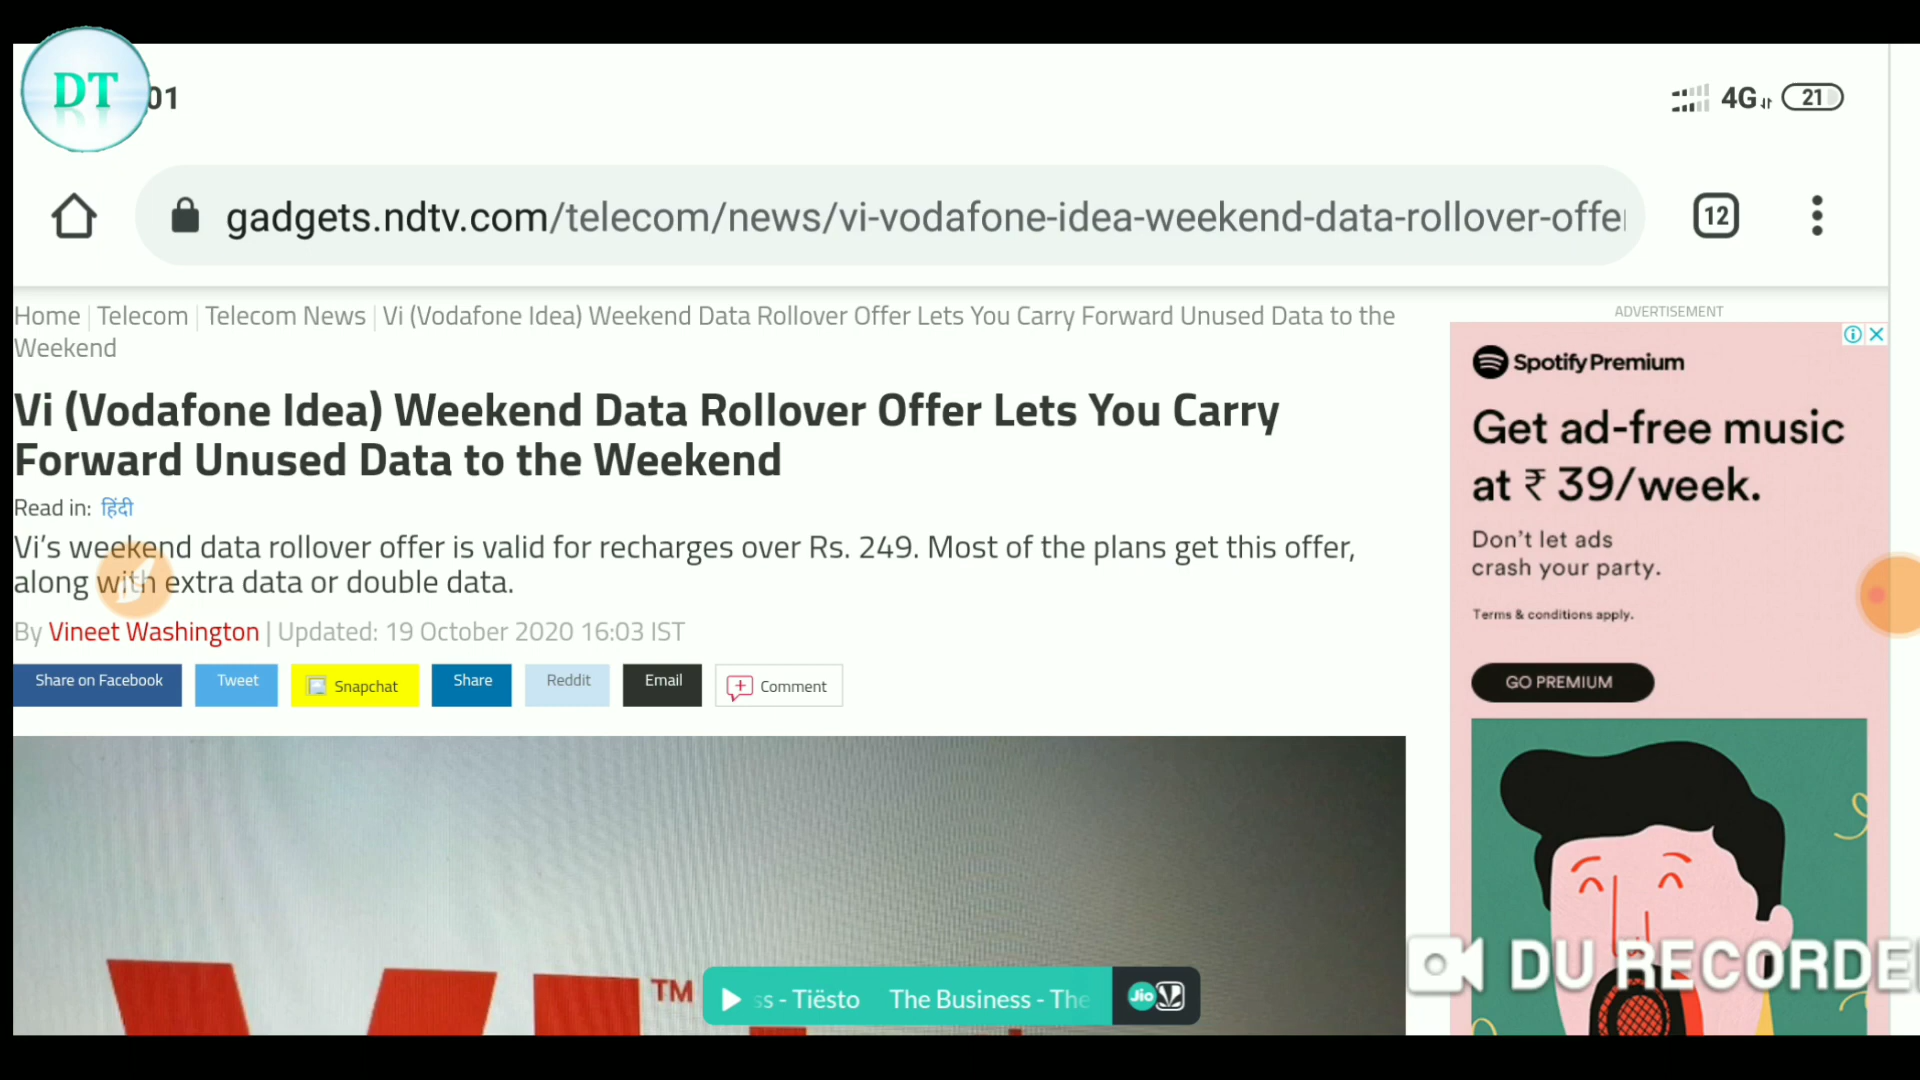 DT
01
4G
21
gadgets.ndtv.com/telecom/news/vi-vodafone-idea-weekend-data-rollover-offe
12
Home | Telecom | Telecom News | Vi (Vodafone Idea) Weekend Data Rollover Offer Lets You Carry Forward Unused Data to the
Weekend
Vi (Vodafone Idea) Weekend Data Rollover Offer Lets You Carry
Forward Unused Data to the Weekend
Read in: हिंदी
Vi's weekend data rollover offer is valid for recharges over Rs. 249. Most of the plans get this offer,
along with extra data or double data.
By Vineet Washington | Updated: 19 October 2020 16:03 IST
Share on Facebook
Tweet
Snapchat
Share
Reddit
Email
Comment
TM
ss - Tiësto The Business - The
Jio
ADVERTISEMENT
Spotify Premium
Get ad-free music
at ₹ 39/week.
Don't let ads
crash your party.
Terms & conditions apply.
GO PREMIUM
DU RECORDE